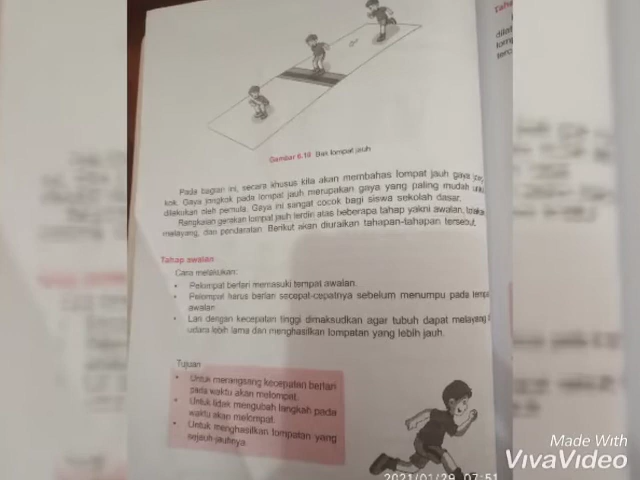 Gambar 6.10 Bak lompat jauh
Pada bagian ini, secara khusus kita akan membahas lompat jauh gaya jong
kok. Gaya jongkok pada lompat jauh merupakan gaya yang paling mudah untuk
dilakukan oleh pemula. Gaya ini sangat cocok bagi siswa sekolah dasar.
Rangkaian gerakan lompat jauh terdiri atas beberapa tahap yakni awalan, tolakan
melayang, dan pendaratan. Berikut akan diuraikan tahapan-tahapan tersebut.
Tahap awalan
Cara melakukan:
• Pelompat berlari memasuki tempat awalan.
• Pelompat harus berlari secepat-cepatnya sebelum menumpu pada tempat
awalan
• Lari dengan kecepatan tinggi dimaksudkan agar tubuh dapat melayang
udara lebih lama dan menghasilkan lompatan yang lebih jauh.
Tujuan
• Untuk merangsang kecepatan berlari
pada waktu akan melompat.
• Untuk tidak mengubah langkah pada
waktu akan melompat.
• Untuk menghasilkan lompatan yang
sejauh-jauhnya.
2021/01/29 07:51
Made With
VivaVideo